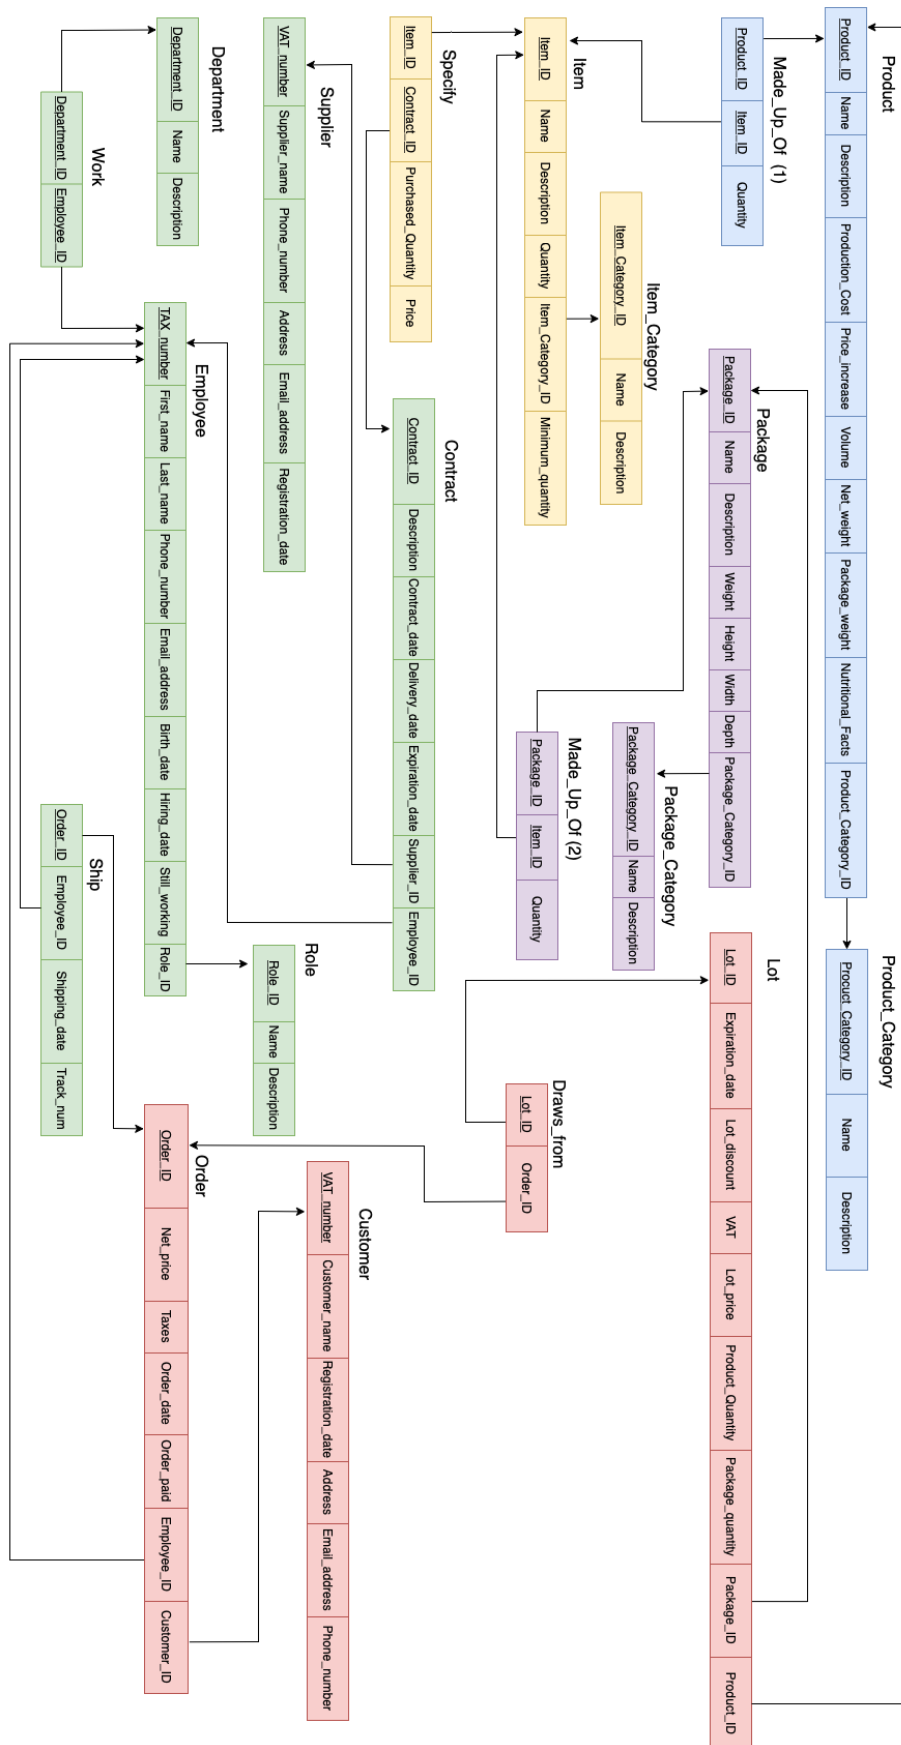 Product
Product_ID Name Description Production_Cost Price_increase Volume Net_weight Package_weight Nutritional_Facts Product_Category_ID
Product_Category
Procuct_Category_ID Name Description
Made_Up_Of (1)
Product_ID Item_ID Quantity
Package
Package_ID Name Description Weight Height Width Depth Package_Category_ID
Lot
Lot_ID Expiration_date Lot_discount VAT Lot_price Product_Quantity Package_quantity Package_ID Product_ID
Item_Category
Item_Category_ID Name Description
Package_Category
Package_Category_ID Name Description
Item
Item_ID Name Description Quantity Item_Category_ID Minimum_quantity
Made_Up_Of (2)
Package_ID Item_ID Quantity
Draws_from
Lot_ID Order_ID
Specify
Item_ID Contract_ID Purchased_Quantity Price
Contract
Contract_ID Description Contract_date Delivery_date Expiration_date Supplier_ID Employee_ID
Supplier
VAT_number Supplier_name Phone_number Address Email_address Registration_date
Customer
VAT_number Customer_name Registration_date Address Email_address Phone_number
Role
Role_ID Name Description
Department
Department_ID Name Description
Employee
TAX_number First_name Last_name Phone_number Email_address Birth_date Hiring_date Still_working Role_ID
Order
Order_ID Net_price Taxes Order_date Order_paid Employee_ID Customer_ID
Work
Department_ID Employee_ID
Ship
Order_ID Employee_ID Shipping_date Track_num